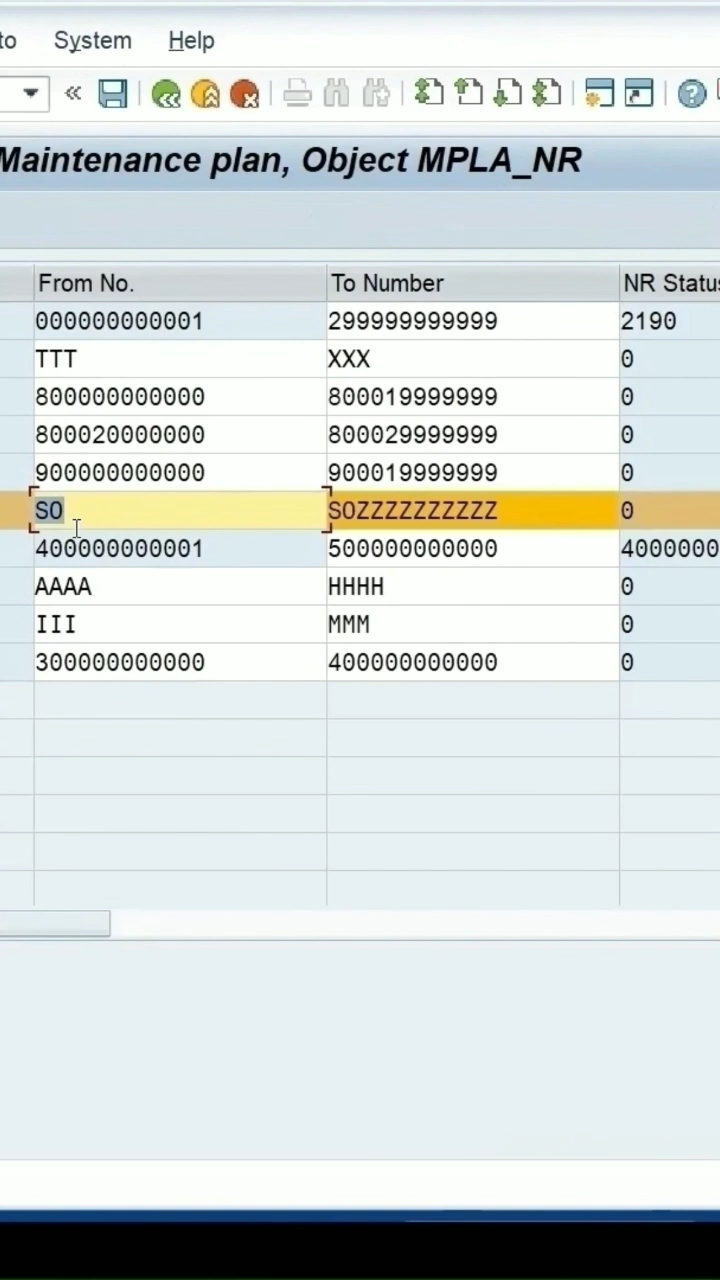 to System Help
Maintenance plan, Object MPLA_NR
From No. To Number NR Status
000000000001 299999999999 2190
TTT XXX 0
800000000000 800019999999 0
800020000000 800029999999 0
900000000000 900019999999 0
SO SOZZZZZZZZZZ 0
400000000001 500000000000 4000000
AAAA HHHH 0
III MMM 0
300000000000 400000000000 0